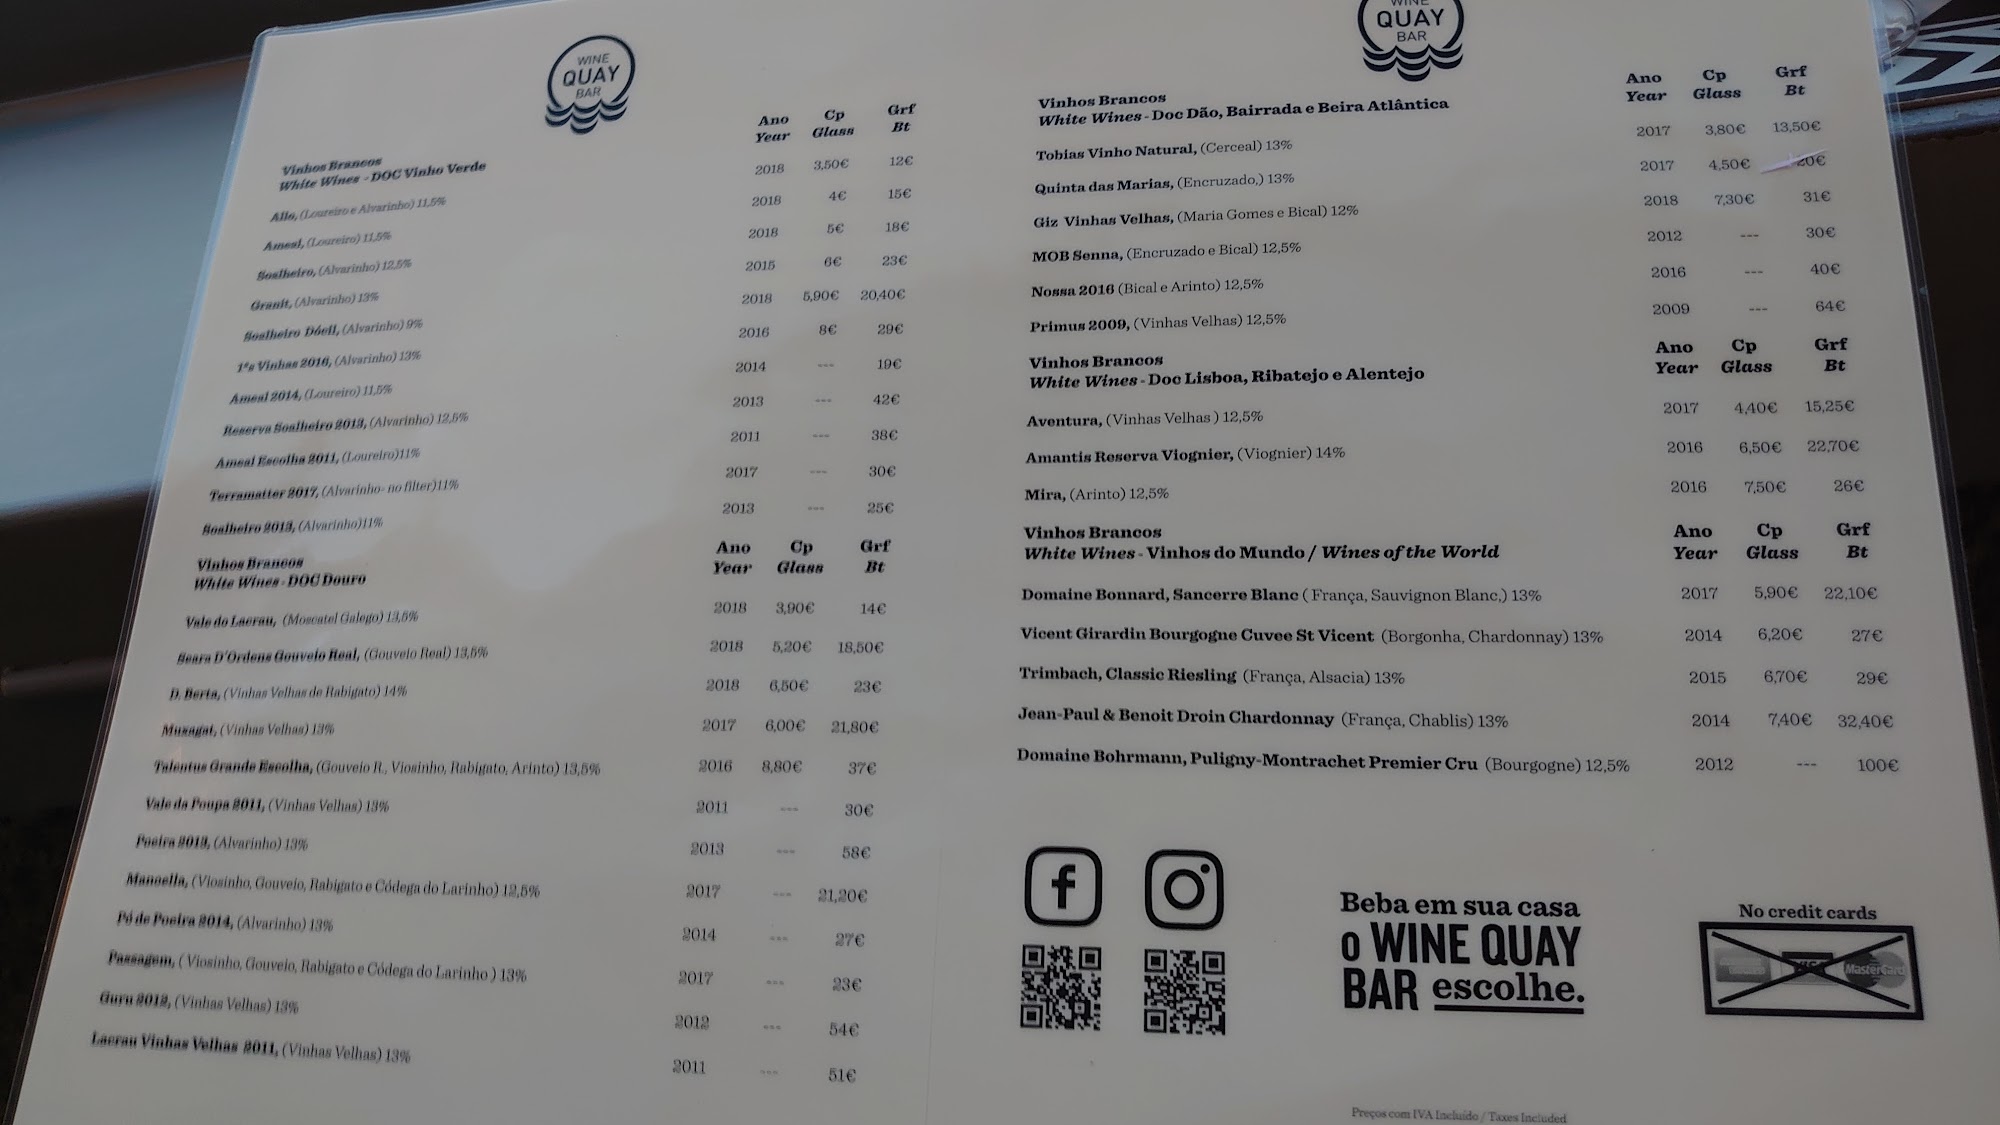 WINE
QUAY
BAR
Ano Cp Grf
Year Glass Bt
Vinhos Brancos
White Wines - DOC Vinho Verde
Allo, (Loureiro e Alvarinho) 11,5% 2018 3,50€ 12€
Ameal, (Loureiro) 11,5% 2018 4€ 15€
Soalheiro, (Alvarinho) 12,5% 2018 5€ 18€
Granit, (Alvarinho) 13% 2015 6€ 23€
Soalheiro Dócil, (Alvarinho) 9% 2018 5,90€ 20,40€
1ªs Vinhas 2016, (Alvarinho) 13% 2016 8€ 29€
Ameal 2014, (Loureiro) 11,5% 2014 --- 19€
Reserva Soalheiro 2013, (Alvarinho) 12,5% 2013 --- 42€
Ameal Escolha 2011, (Loureiro)11% 2011 --- 38€
Terramatter 2017, (Alvarinho- no filter)11% 2017 --- 30€
Soalheiro 2013, (Alvarinho)11% 2013 --- 25€
Vinhos Brancos Ano Cp Grf
White Wines - DOC Douro Year Glass Bt
Vale do Lacrau, (Moscatel Galego) 13,5% 2018 3,90€ 14€
Seara D'Ordens Gouveio Real, (Gouveio Real) 13,5% 2018 5,20€ 18,50€
D. Berta, (Vinhas Velhas de Rabigato) 14% 2018 6,50€ 23€
Muxagat, (Vinhas Velhas) 13% 2017 6,00€ 21,80€
Talentus Grande Escolha, (Gouveio R., Viosinho, Rabigato, Arinto) 13,5% 2016 8,80€ 37€
Vale da Poupa 2011, (Vinhas Velhas) 13% 2011 --- 30€
Poeira 2013, (Alvarinho) 13% 2013 --- 58€
Manoella, (Viosinho, Gouveio, Rabigato e Códega do Larinho) 12,5% 2017 --- 21,20€
Pó de Poeira 2014, (Alvarinho) 13% 2014 --- 27€
Passagem, ( Viosinho, Gouveio, Rabigato e Códega do Larinho ) 13% 2017 --- 23€
Guru 2012, (Vinhas Velhas) 13% 2012 --- 54€
Lacrau Vinhas Velhas 2011, (Vinhas Velhas) 13% 2011 --- 51€
WINE
QUAY
BAR
Vinhos Brancos Ano Cp Grf
White Wines - Doc Dão, Bairrada e Beira Atlântica Year Glass Bt
Tobias Vinho Natural, (Cerceal) 13% 2017 3,80€ 13,50€
Quinta das Marias, (Encruzado,) 13% 2017 4,50€ 20€
Giz Vinhas Velhas, (Maria Gomes e Bical) 12% 2018 7,30€ 31€
MOB Senna, (Encruzado e Bical) 12,5% 2012 --- 30€
Nossa 2016 (Bical e Arinto) 12,5% 2016 --- 40€
Primus 2009, (Vinhas Velhas) 12,5% 2009 --- 64€
Vinhos Brancos Ano Cp Grf
White Wines - Doc Lisboa, Ribatejo e Alentejo Year Glass Bt
Aventura, (Vinhas Velhas ) 12,5% 2017 4,40€ 15,25€
Amantis Reserva Viognier, (Viognier) 14% 2016 6,50€ 22,70€
Mira, (Arinto) 12,5% 2016 7,50€ 26€
Vinhos Brancos Ano Cp Grf
White Wines - Vinhos do Mundo / Wines of the World Year Glass Bt
Domaine Bonnard, Sancerre Blanc ( França, Sauvignon Blanc,) 13% 2017 5,90€ 22,10€
Vicent Girardin Bourgogne Cuvee St Vicent (Borgonha, Chardonnay) 13% 2014 6,20€ 27€
Trimbach, Classic Riesling (França, Alsacia) 13% 2015 6,70€ 29€
Jean-Paul & Benoit Droin Chardonnay (França, Chablis) 13% 2014 7,40€ 32,40€
Domaine Bohrmann, Puligny-Montrachet Premier Cru (Bourgogne) 12,5% 2012 --- 100€
Beba em sua casa
o WINE QUAY
BAR escolhe.
No credit cards
VISA MasterCard
Preços com IVA Incluído / Taxes Included